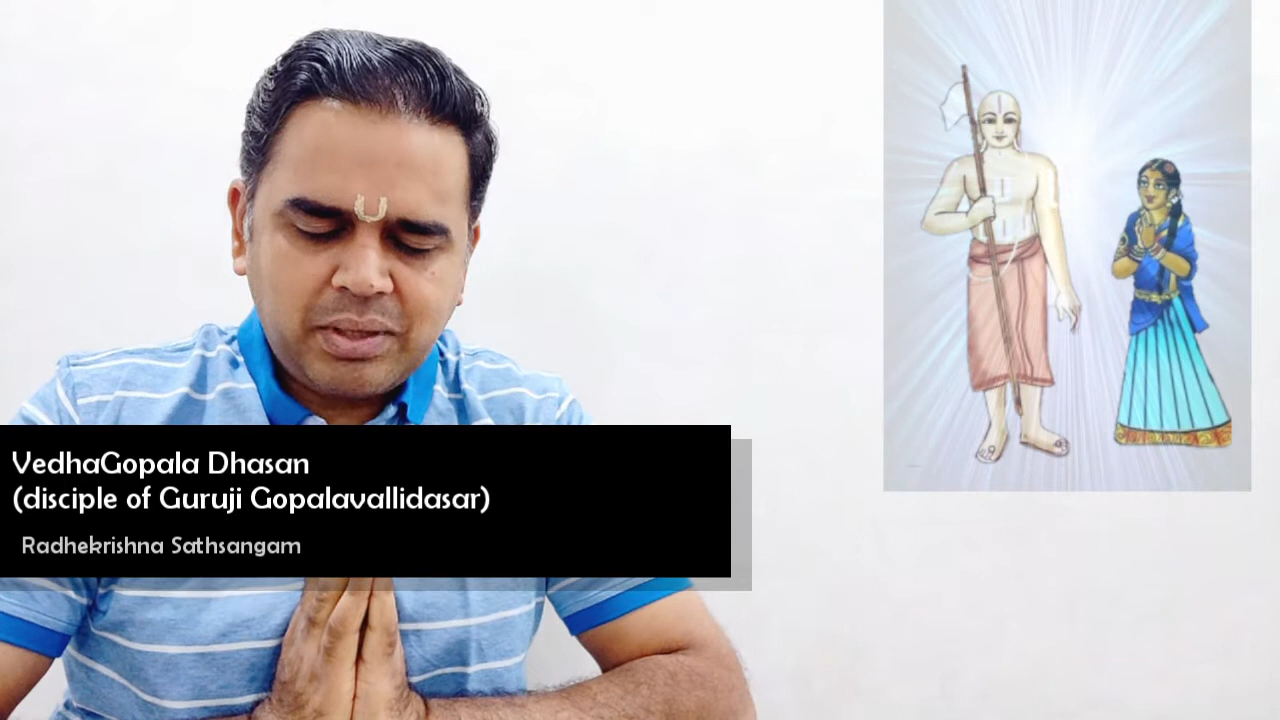 VedhaGopala Dhasan
(disciple of Guruji Gopalavallidasar)
Radhekrishna Sathsangam